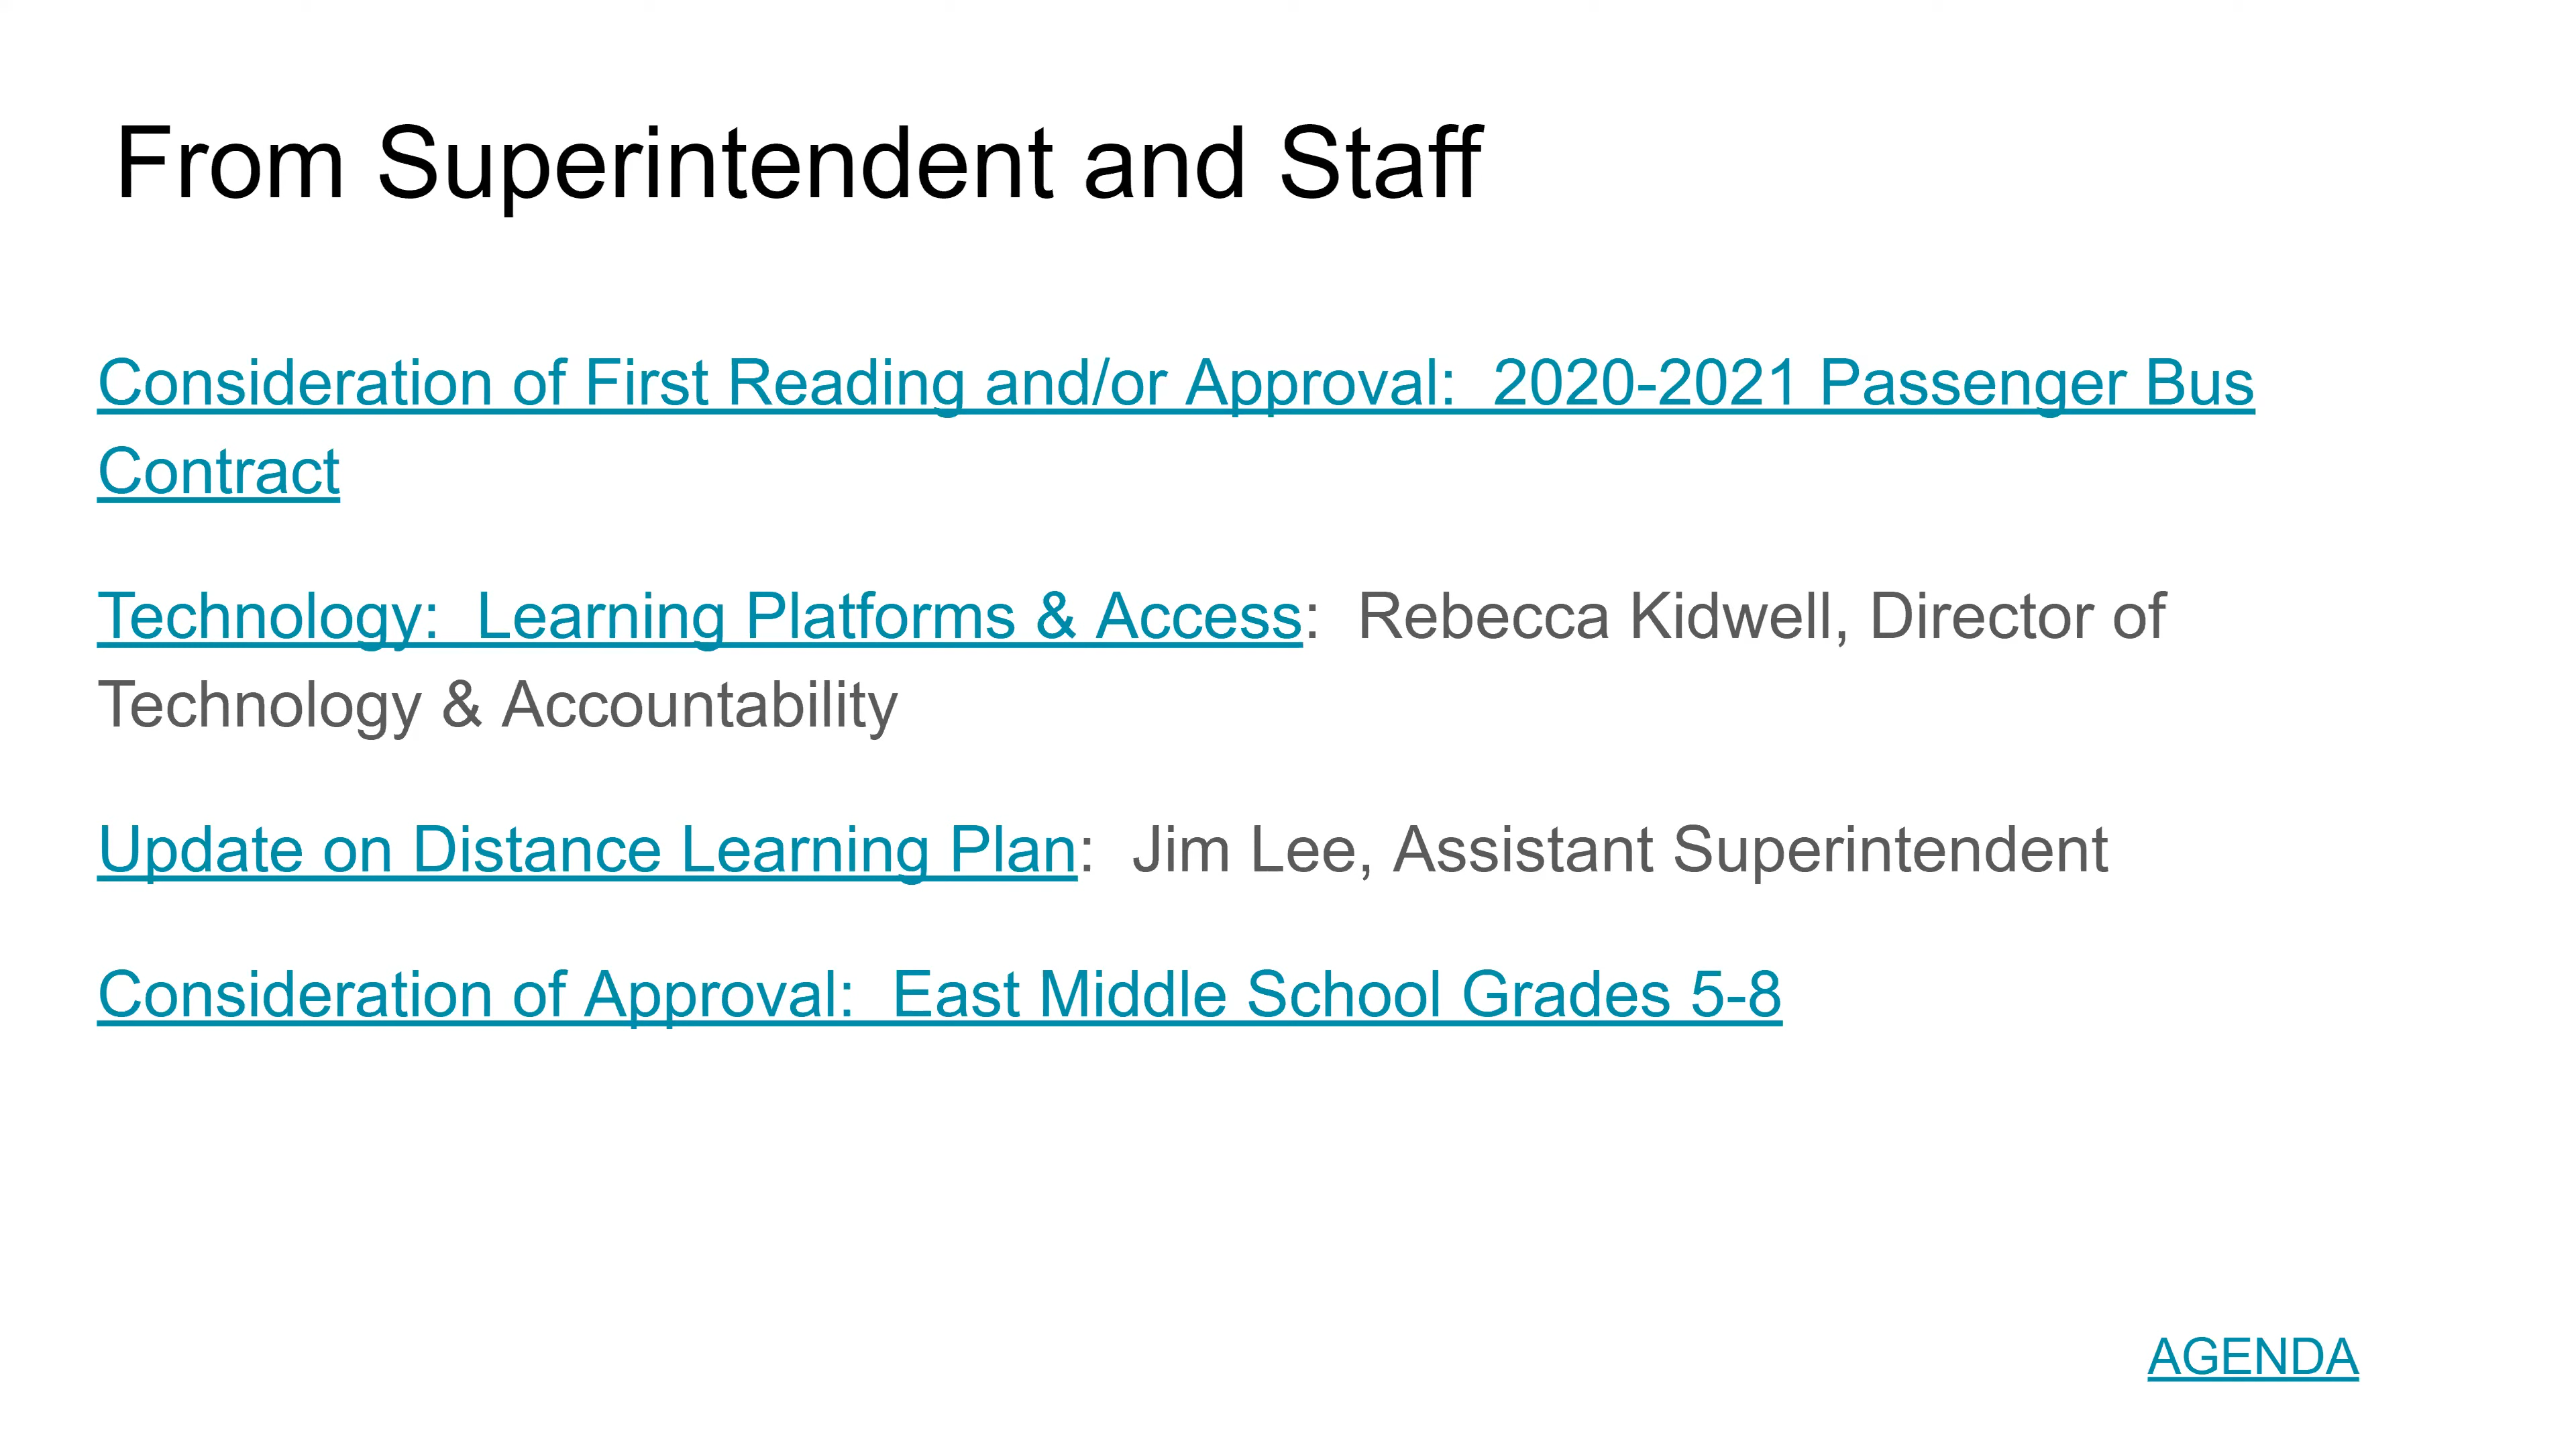 From Superintendent and Staff
Consideration of First Reading and/or Approval:  2020-2021 Passenger Bus
Contract
Technology:  Learning Platforms & Access:  Rebecca Kidwell, Director of
Technology & Accountability
Update on Distance Learning Plan:  Jim Lee, Assistant Superintendent
Consideration of Approval:  East Middle School Grades 5-8
AGENDA